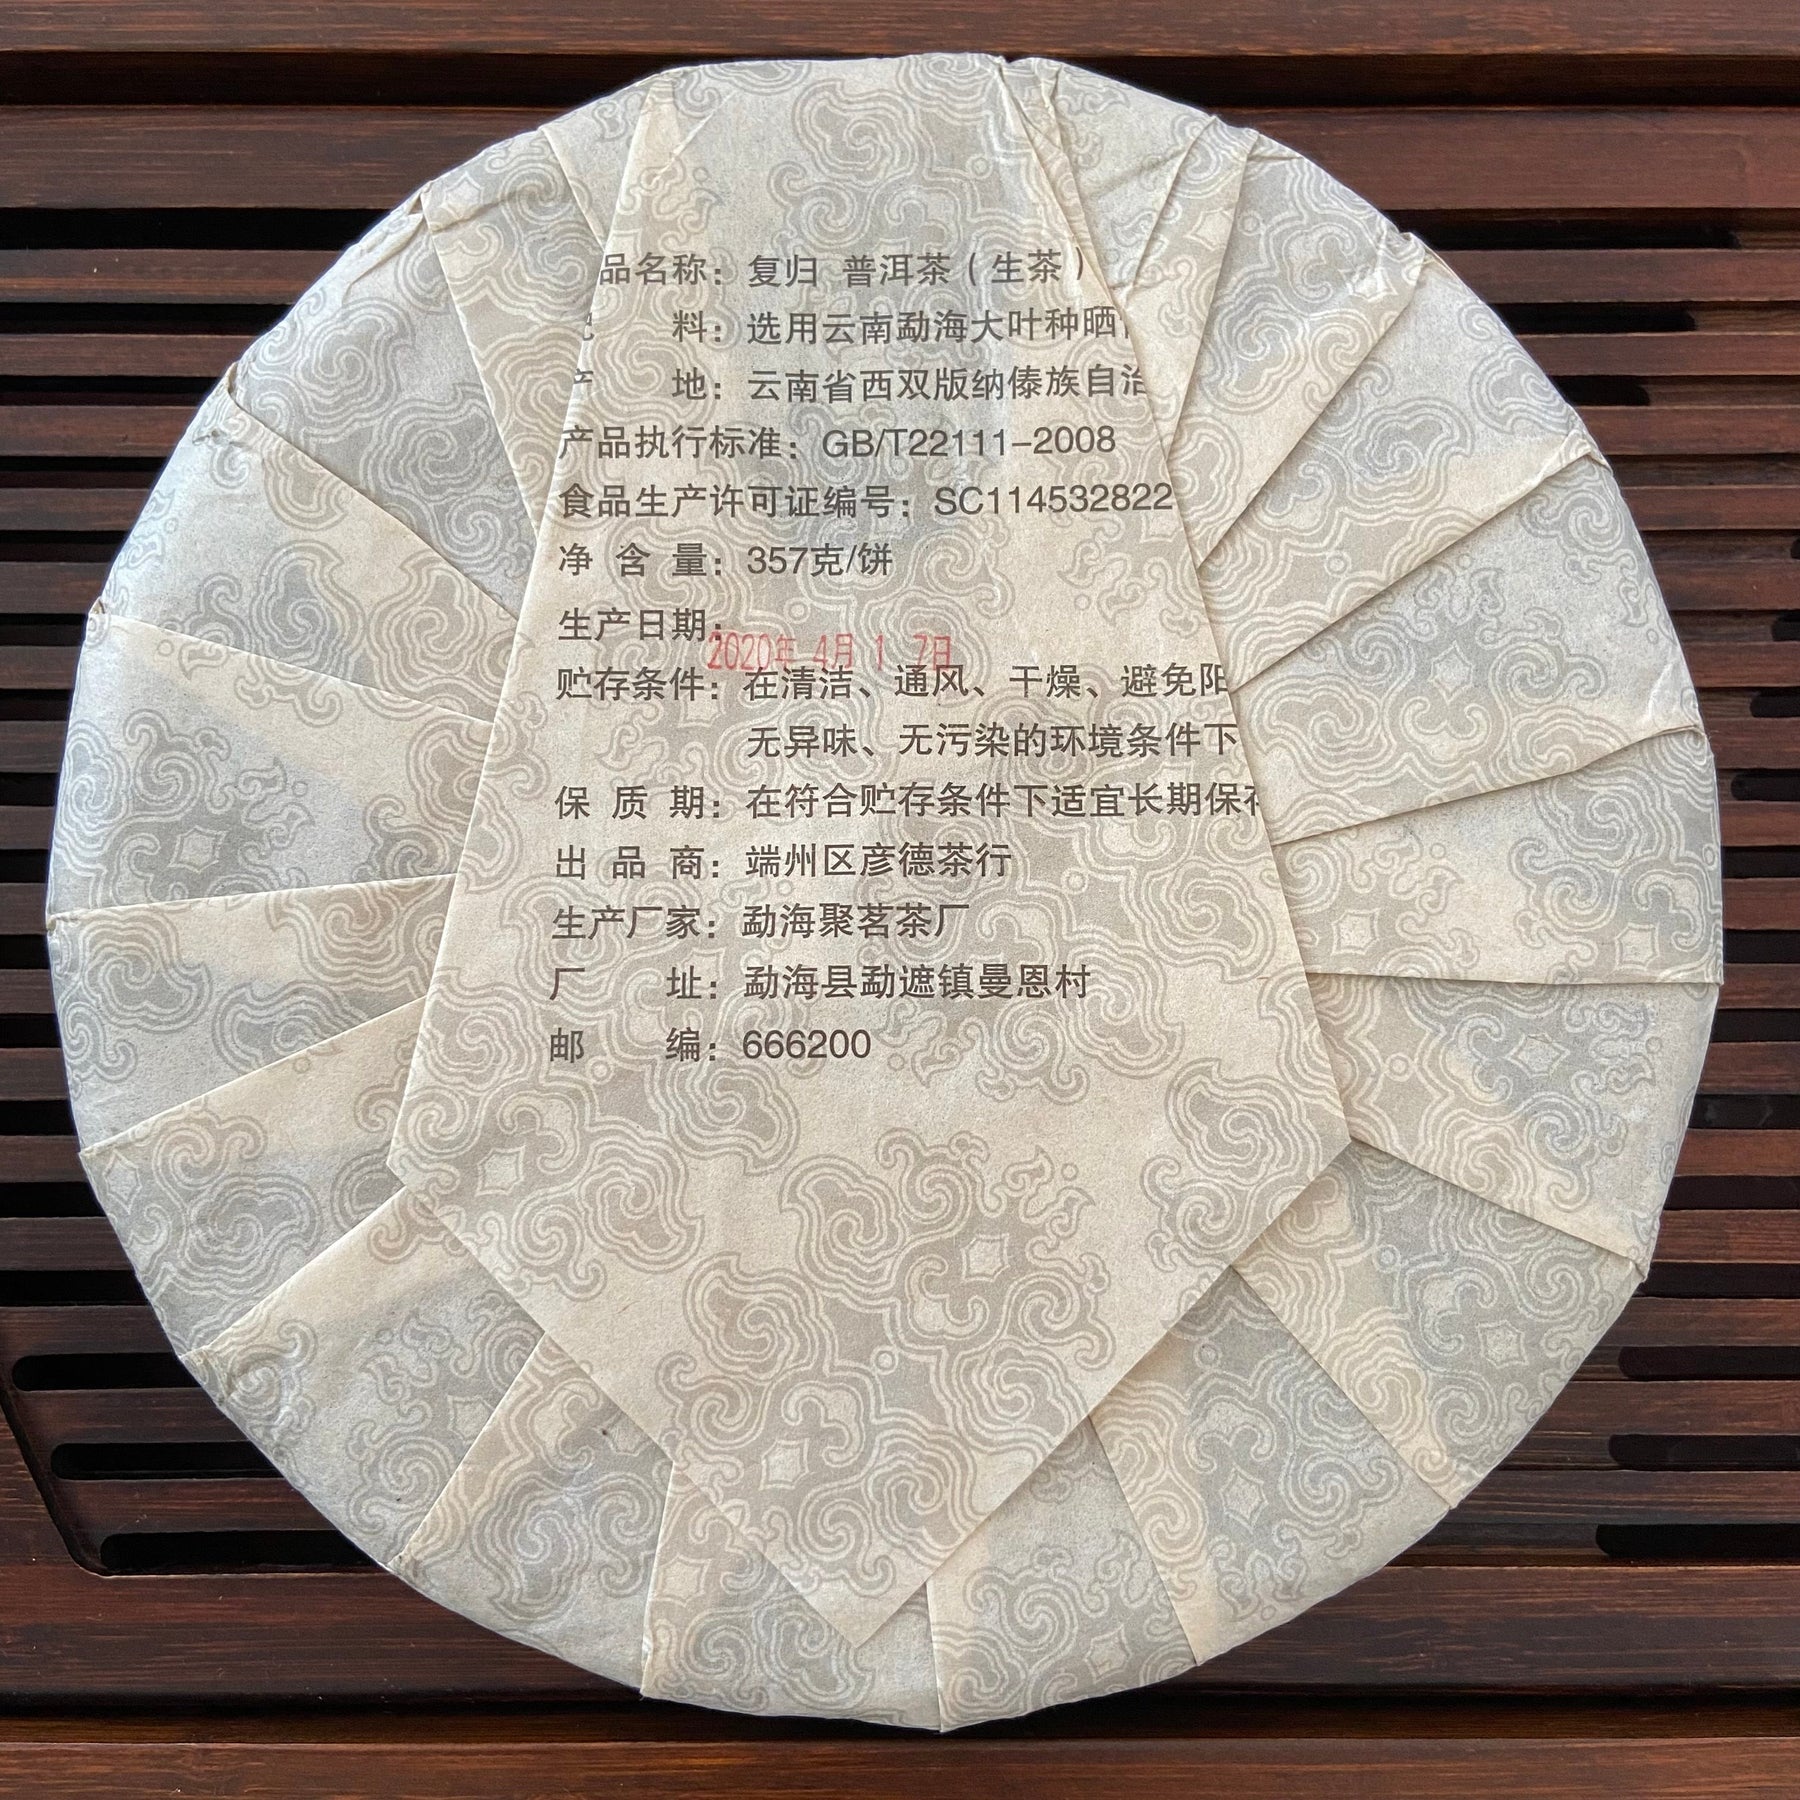 品名称：复归 普洱茶（生茶）
料：选用云南勐海大叶种晒
产 地：云南省西双版纳傣族自治
产品执行标准：GB/T22111-2008
食品生产许可证编号：SC114532822
净 含 量：357克/饼
生产日期：
2020年 4月 1 7日
贮存条件：在清洁、通风、干燥、避免阳
无异味、无污染的环境条件下
保 质 期：在符合贮存条件下适宜长期保存
出 品 商：端州区彦德茶行
生产厂家：勐海聚茗茶厂
厂 址：勐海县勐遮镇曼恩村
邮 编：666200